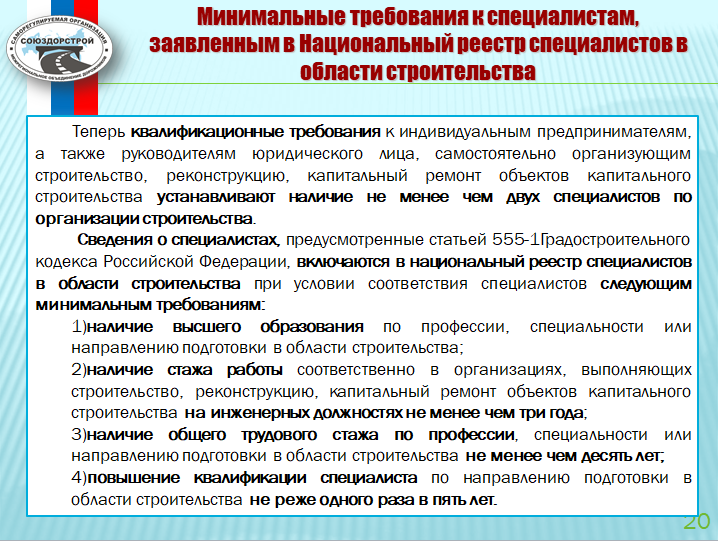 Минимальные требования к специалистам,
заявленным в Национальный реестр специалистов в
области строительства
САМОРЕГУЛИРУЕМАЯ ОРГАНИЗАЦИЯ
СОЮЗДОРСТРОЙ
МЕЖРЕГИОНАЛЬНОЕ ОБЪЕДИНЕНИЕ ДОРОЖНИКОВ
Теперь квалификационные требования к индивидуальным предпринимателям,
а также руководителям юридического лица, самостоятельно организующим
строительство, реконструкцию, капитальный ремонт объектов капитального
строительства устанавливают наличие не менее чем двух специалистов по
организации строительства.
Сведения о специалистах, предусмотренные статьей 555-1Градостроительного
кодекса Российской Федерации, включаются в национальный реестр специалистов
в области строительства при условии соответствия специалистов следующим
минимальным требованиям:
1)наличие высшего образования по профессии, специальности или
направлению подготовки в области строительства;
2)наличие стажа работы соответственно в организациях, выполняющих
строительство, реконструкцию, капитальный ремонт объектов капитального
строительства на инженерных должностях не менее чем три года;
3)наличие общего трудового стажа по профессии, специальности или
направлению подготовки в области строительства не менее чем десять лет;
4)повышение квалификации специалиста по направлению подготовки в
области строительства не реже одного раза в пять лет.
20